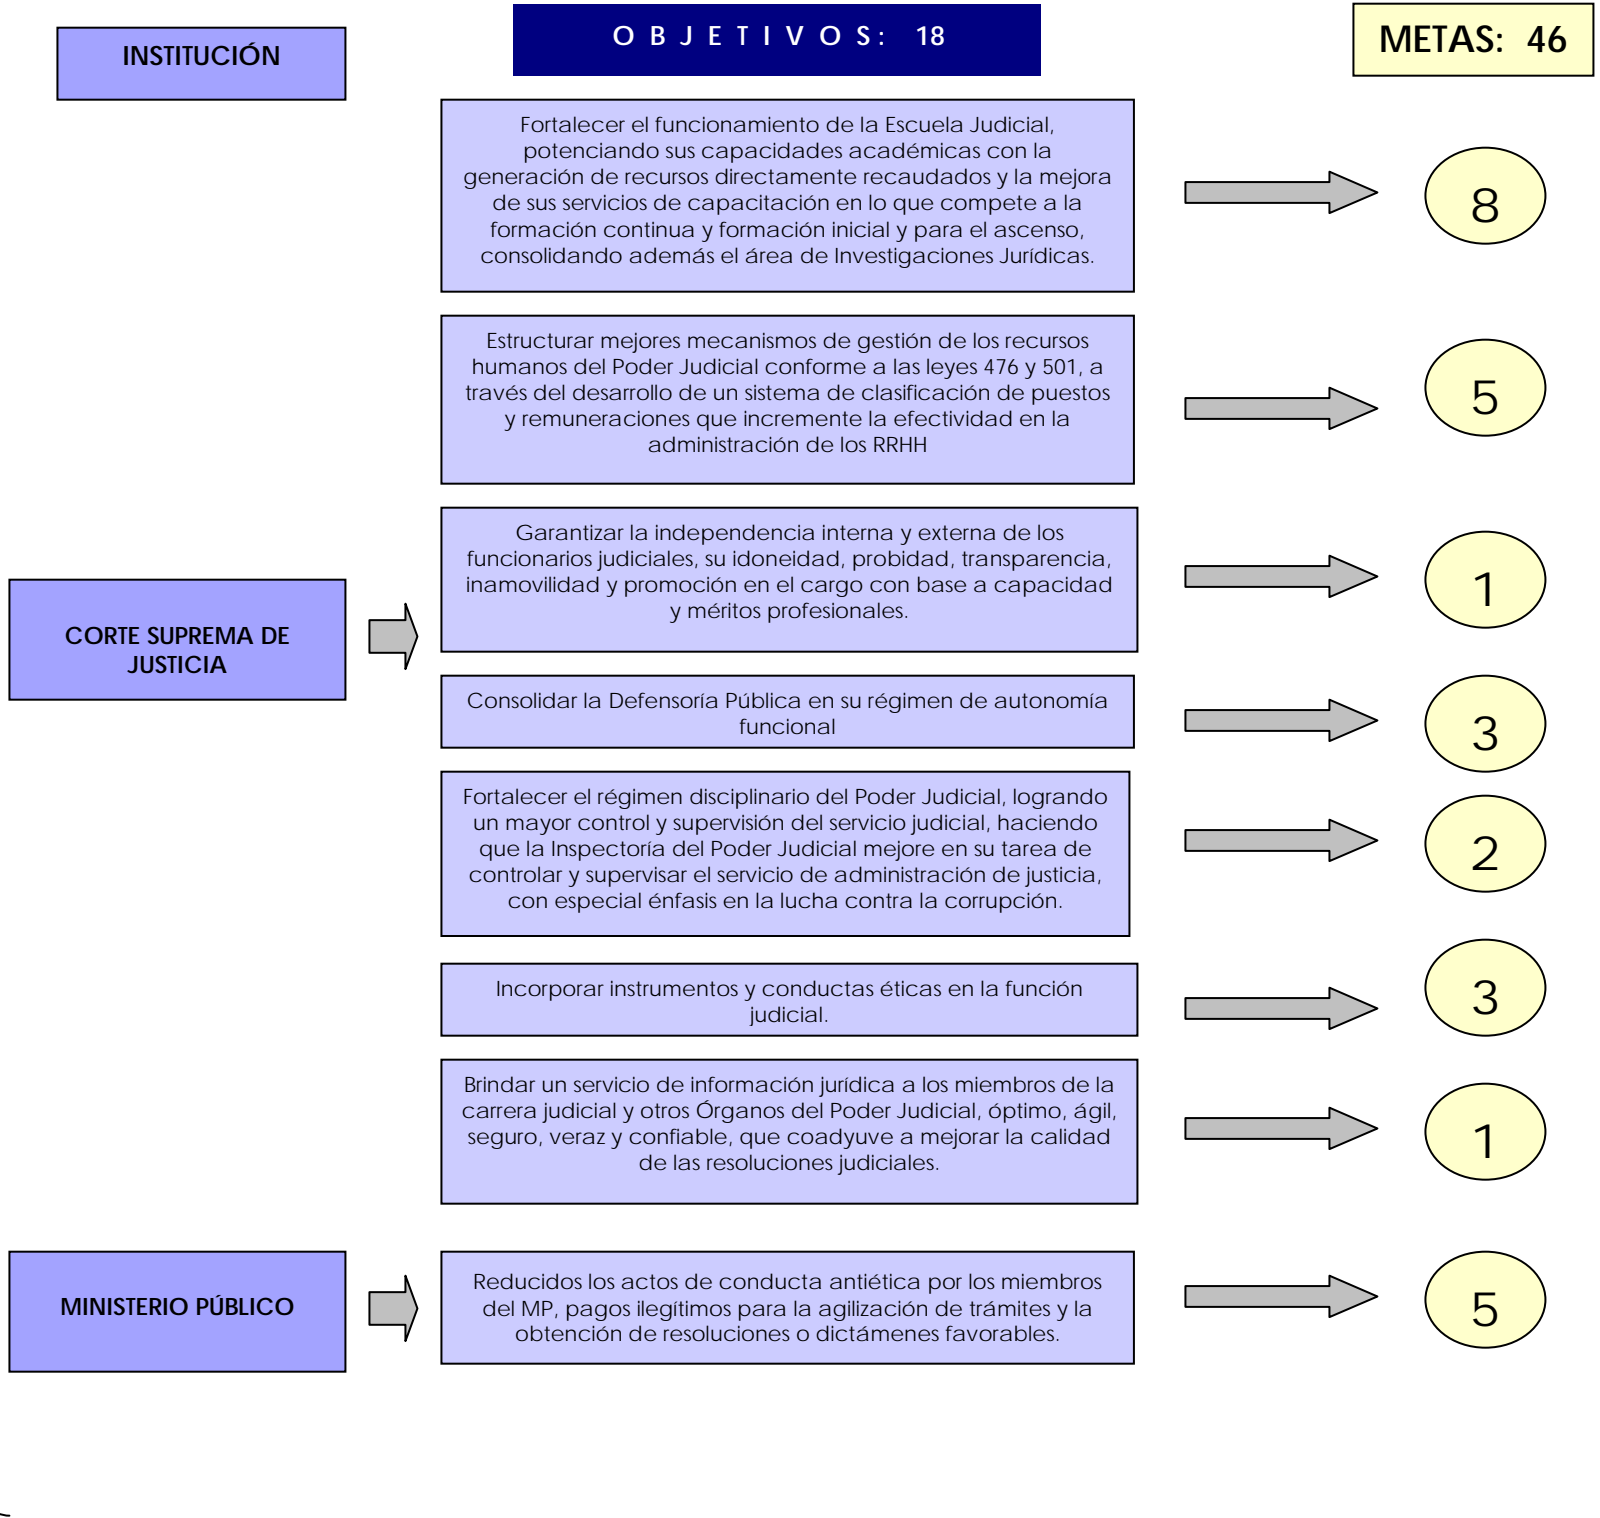 INSTITUCIÓN
O B J E T I V O S: 18
METAS: 46
Fortalecer el funcionamiento de la Escuela Judicial,
potenciando sus capacidades académicas con la
generación de recursos directamente recaudados y la mejora
de sus servicios de capacitación en lo que compete a la
formación continua y formación inicial y para el ascenso,
consolidando además el área de Investigaciones Jurídicas.
8
Estructurar mejores mecanismos de gestión de los recursos
humanos del Poder Judicial conforme a las leyes 476 y 501, a
través del desarrollo de un sistema de clasificación de puestos
y remuneraciones que incremente la efectividad en la
administración de los RRHH
5
CORTE SUPREMA DE
JUSTICIA
Garantizar la independencia interna y externa de los
funcionarios judiciales, su idoneidad, probidad, transparencia,
inamovilidad y promoción en el cargo con base a capacidad
y méritos profesionales.
1
Consolidar la Defensoría Pública en su régimen de autonomía
funcional
3
Fortalecer el régimen disciplinario del Poder Judicial, logrando
un mayor control y supervisión del servicio judicial, haciendo
que la Inspectoría del Poder Judicial mejore en su tarea de
controlar y supervisar el servicio de administración de justicia,
con especial énfasis en la lucha contra la corrupción.
2
Incorporar instrumentos y conductas éticas en la función
judicial.
3
Brindar un servicio de información jurídica a los miembros de la
carrera judicial y otros Órganos del Poder Judicial, óptimo, ágil,
seguro, veraz y confiable, que coadyuve a mejorar la calidad
de las resoluciones judiciales.
1
MINISTERIO PÚBLICO
Reducidos los actos de conducta antiética por los miembros
del MP, pagos ilegítimos para la agilización de trámites y la
obtención de resoluciones o dictámenes favorables.
5